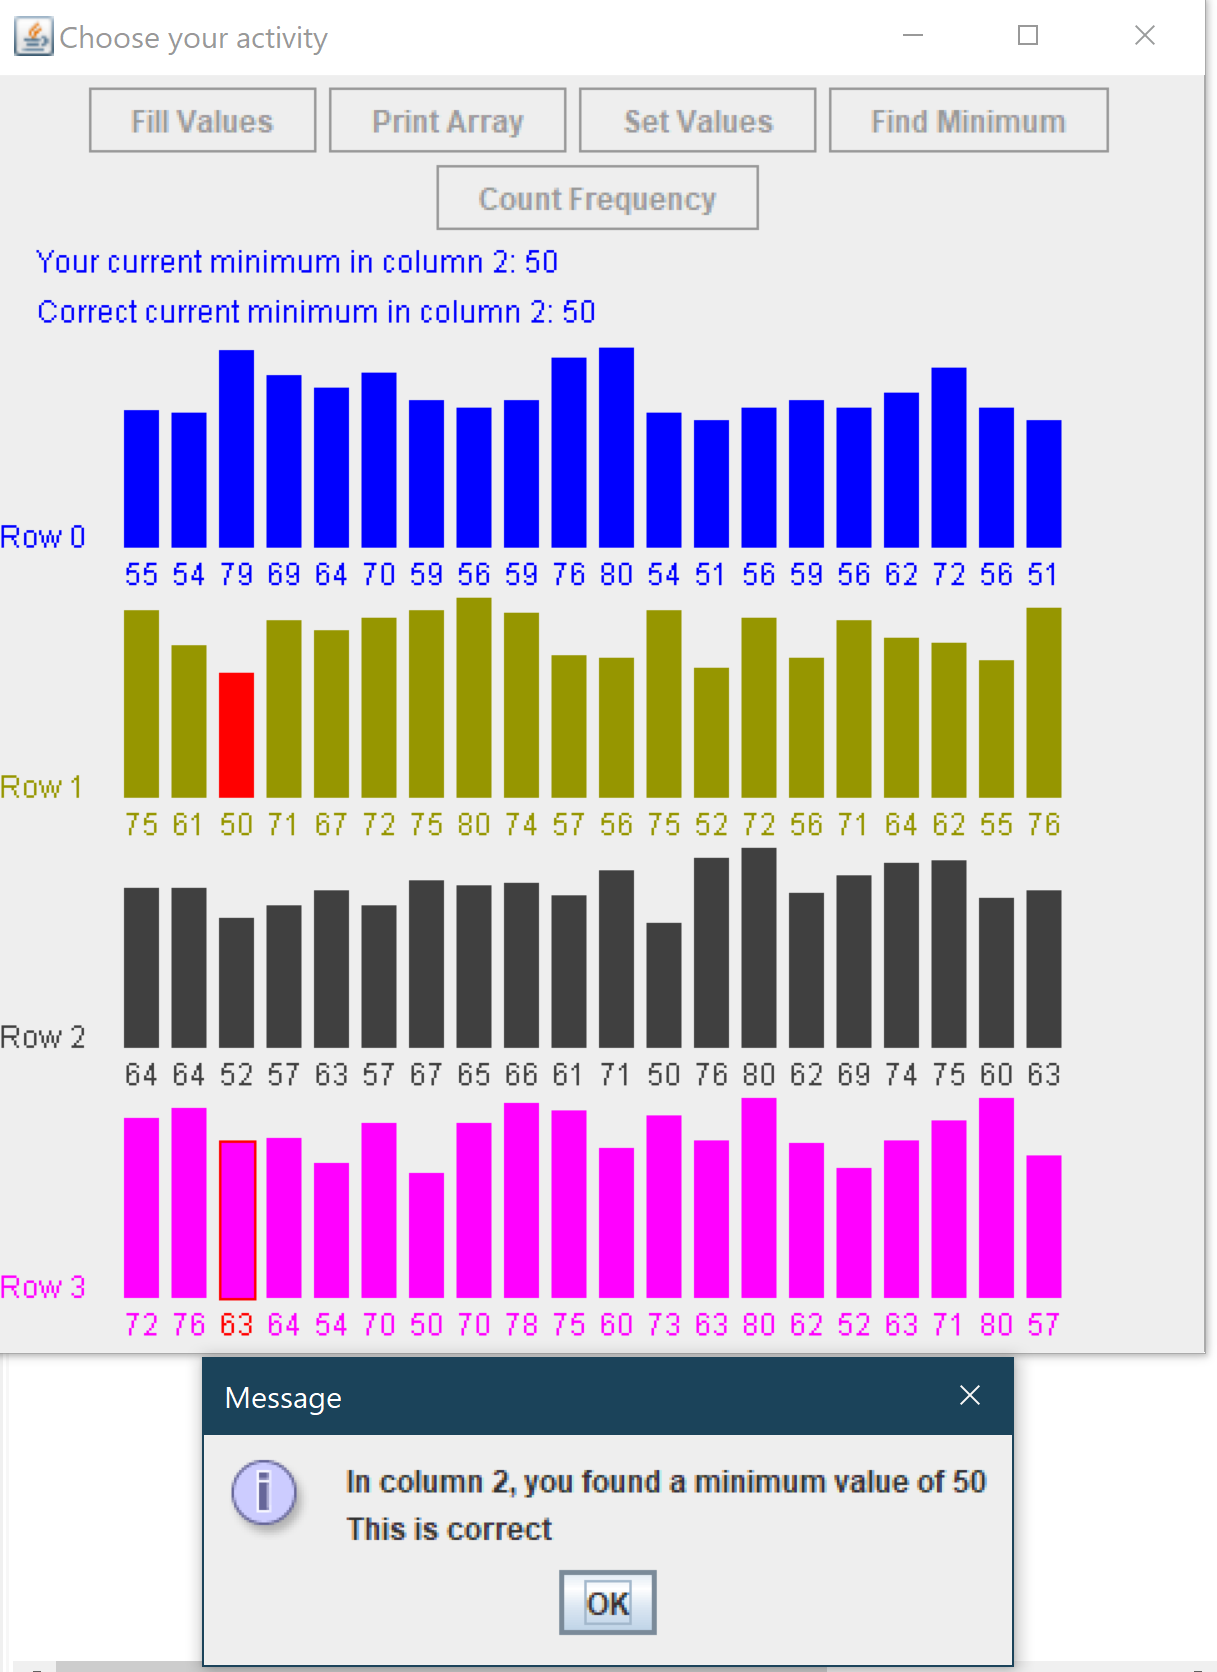 Choose your activity
Fill Values Print Array Set Values Find Minimum
Count Frequency
Your current minimum in column 2: 50
Correct current minimum in column 2: 50
Row 0
55 54 79 69 64 70 59 56 59 76 80 54 51 56 59 56 62 72 56 51
Row 1
75 61 50 71 67 72 75 80 74 57 56 75 52 72 56 71 64 62 55 76
Row 2
64 64 52 57 63 57 67 65 66 61 71 50 76 80 62 69 74 75 60 63
Row 3
72 76 63 64 54 70 50 70 78 75 60 73 63 80 62 52 63 71 80 57
Message
In column 2, you found a minimum value of 50
This is correct
OK